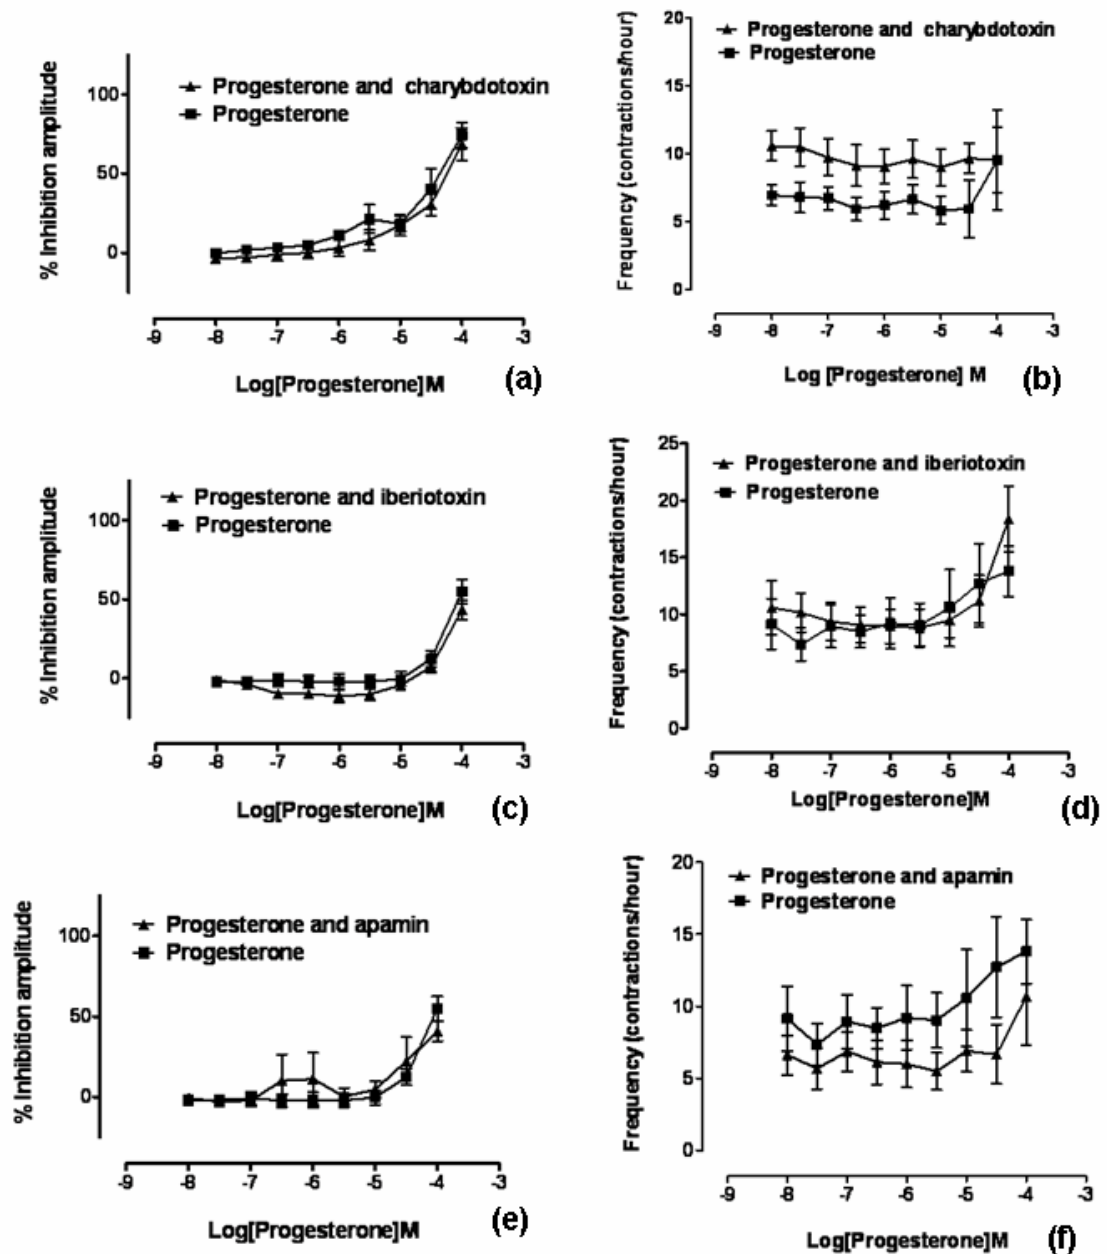 Progesterone and charybdotoxin
Progesterone
% Inhibition amplitude
100
50
0
-9 -8 -7 -6 -5 -4 -3
Log[Progesterone]M
(a)
Progesterone and charybdotoxin
Progesterone
Frequency (contractions/hour)
20
15
10
5
0
-9 -8 -7 -6 -5 -4 -3
Log [Progesterone] M
(b)
Progesterone and iberiotoxin
Progesterone
% Inhibition amplitude
100
50
0
-9 -8 -7 -6 -5 -4 -3
Log[Progesterone]M
(c)
Progesterone and iberiotoxin
Progesterone
Frequency (contractions/hour)
25
20
15
10
5
0
-9 -8 -7 -6 -5 -4 -3
Log[Progesterone]M
(d)
Progesterone and apamin
Progesterone
% Inhibition amplitude
100
50
0
-9 -8 -7 -6 -5 -4 -3
Log[Progesterone]M
(e)
Progesterone and apamin
Progesterone
Frequency (contractions/hour)
20
15
10
5
0
-9 -8 -7 -6 -5 -4 -3
Log[Progesterone]M
(f)